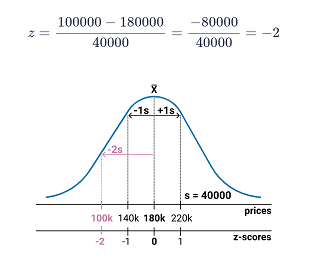 z = 100000 − 180000 / 40000 = −80000 / 40000 = −2
X̄
-1s +1s
-2s
s = 40000
prices
100k 140k 180k 220k
z-scores
-2 -1 0 1